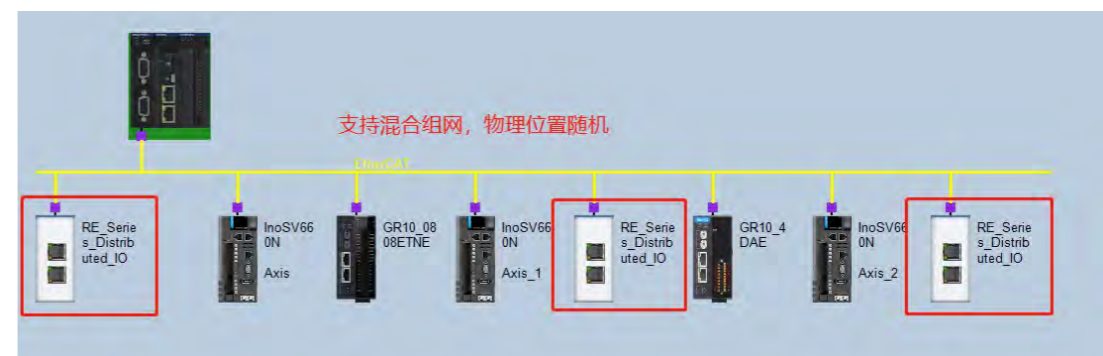 支持混合组网，物理位置随机
EtherCAT
RE_Serie
s_Distrib
uted_IO
InoSV66
0N
Axis
GR10_08
08ETNE
InoSV66
0N
Axis_1
RE_Serie
s_Distrib
uted_IO
GR10_4
DAE
InoSV66
0N
Axis_2
RE_Serie
s_Distrib
uted_IO